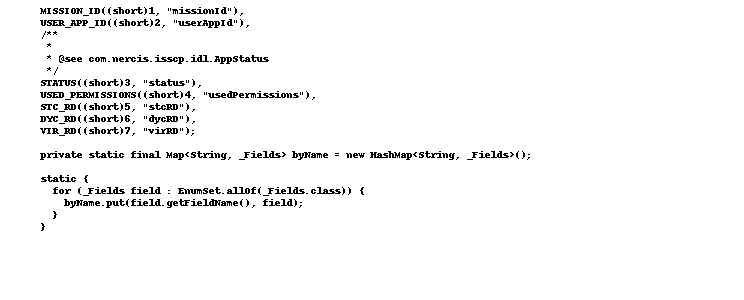 MISSION_ID((short)1, "missionId"),
USER_APP_ID((short)2, "userAppId"),
/**
 *
 * @see com.nercis.isscp.idl.AppStatus
 */
STATUS((short)3, "status"),
USED_PERMISSIONS((short)4, "usedPermissions"),
STC_RD((short)5, "stcRD"),
DYC_RD((short)6, "dycRD"),
VIR_RD((short)7, "virRD");

private static final Map<String, _Fields> byName = new HashMap<String, _Fields>();

static {
  for (_Fields field : EnumSet.allOf(_Fields.class)) {
    byName.put(field.getFieldName(), field);
  }
}